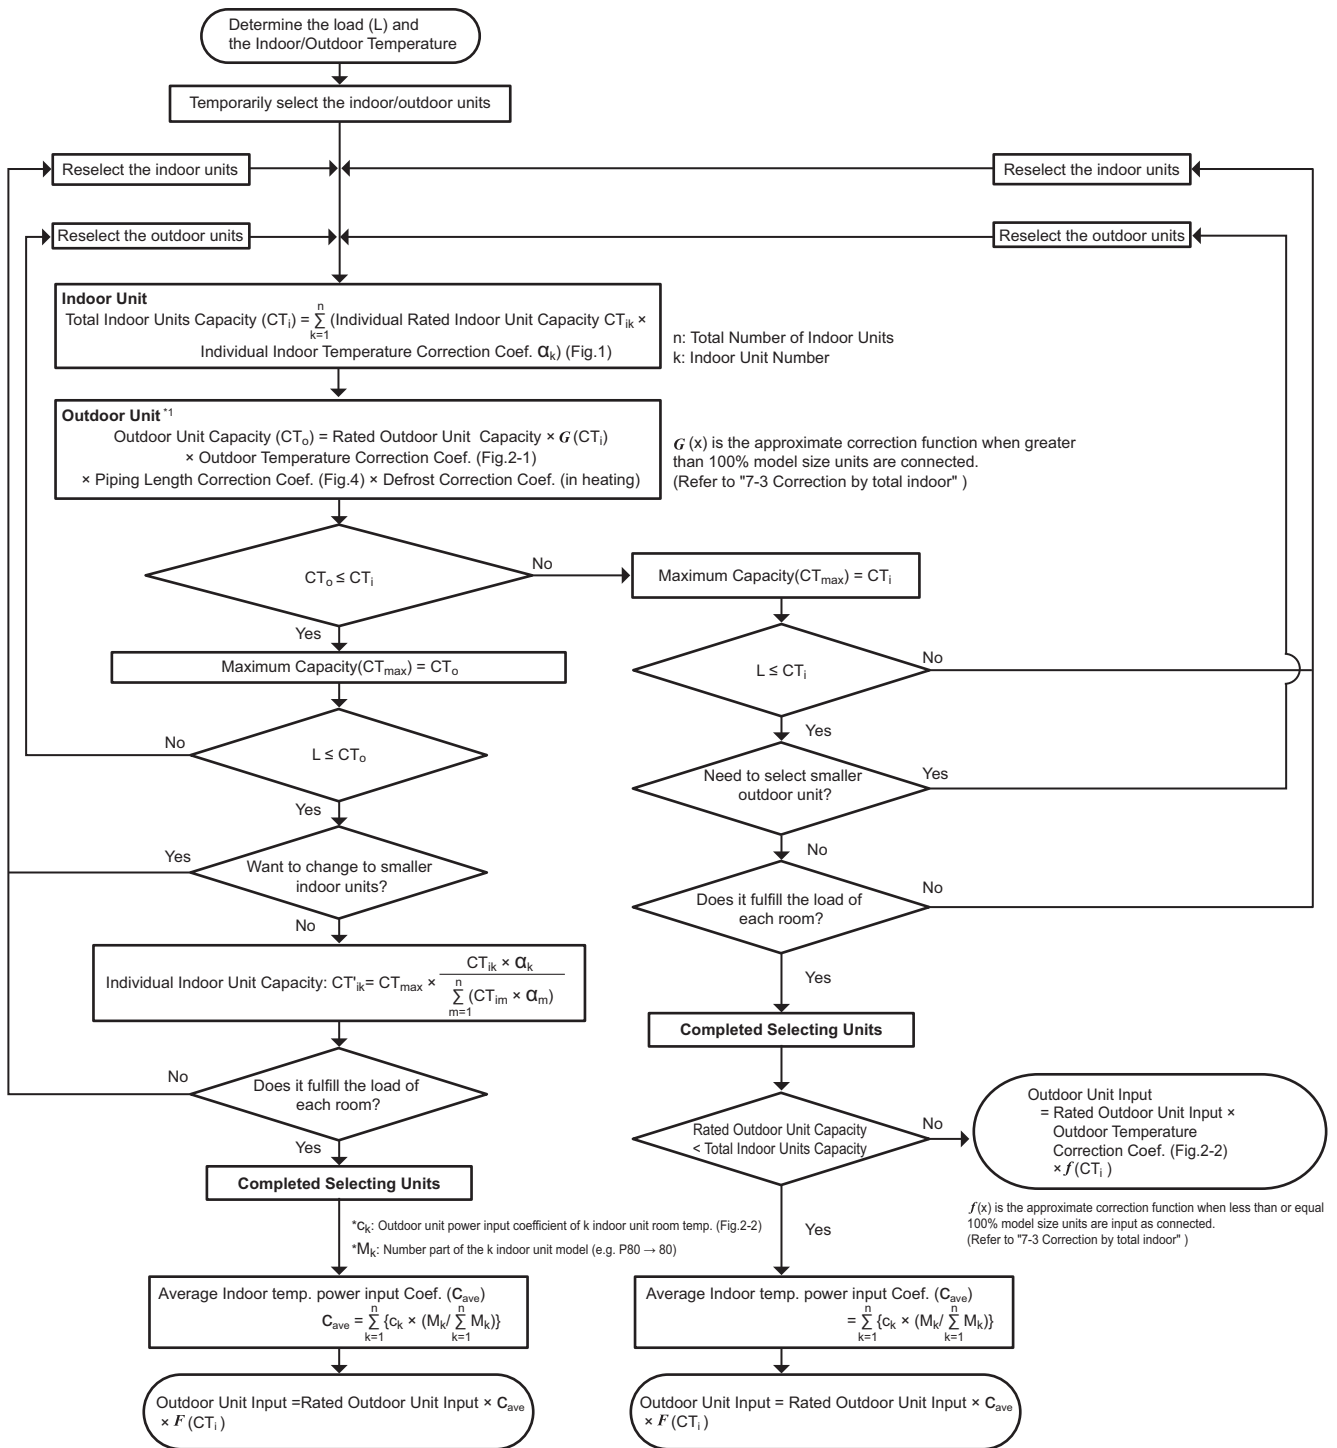 Determine the load (L) and
the Indoor/Outdoor Temperature
Temporarily select the indoor/outdoor units
Reselect the indoor units
Reselect the indoor units
Reselect the outdoor units
Reselect the outdoor units
Indoor Unit
Total Indoor Units Capacity (CTi) = n∑k=1 (Individual Rated Indoor Unit Capacity CTik ×
Individual Indoor Temperature Correction Coef. αk) (Fig.1)
n: Total Number of Indoor Units
k: Indoor Unit Number
Outdoor Unit *1
Outdoor Unit Capacity (CTo) = Rated Outdoor Unit Capacity × G (CTi)
× Outdoor Temperature Correction Coef. (Fig.2-1)
× Piping Length Correction Coef. (Fig.4) × Defrost Correction Coef. (in heating)
G (x) is the approximate correction function when greater
than 100% model size units are connected.
(Refer to "7-3 Correction by total indoor" )
CTo ≤ CTi
No
Yes
Maximum Capacity(CTmax) = CTi
Maximum Capacity(CTmax) = CTo
L ≤ CTi
No
Yes
L ≤ CTo
No
Yes
Need to select smaller
outdoor unit?
Yes
No
Want to change to smaller
indoor units?
Yes
No
Does it fulfill the load of
each room?
No
Yes
Individual Indoor Unit Capacity: CT'ik= CTmax × CTik × αk / n∑m=1 (CTim × αm)
Completed Selecting Units
Does it fulfill the load of
each room?
No
Yes
Rated Outdoor Unit Capacity
< Total Indoor Units Capacity
No
Yes
Outdoor Unit Input
= Rated Outdoor Unit Input ×
Outdoor Temperature
Correction Coef. (Fig.2-2)
× f (CTi )
f (x) is the approximate correction function when less than or equal
100% model size units are input as connected.
(Refer to "7-3 Correction by total indoor" )
Completed Selecting Units
*ck: Outdoor unit power input coefficient of k indoor unit room temp. (Fig.2-2)
*Mk: Number part of the k indoor unit model (e.g. P80 → 80)
Average Indoor temp. power input Coef. (Cave)
Cave = n∑k=1 {ck × (Mk/ n∑k=1 Mk)}
Average Indoor temp. power input Coef. (Cave)
= n∑k=1 {ck × (Mk/ n∑k=1 Mk)}
Outdoor Unit Input =Rated Outdoor Unit Input × Cave
× F (CTi )
Outdoor Unit Input = Rated Outdoor Unit Input × Cave
× F (CTi )